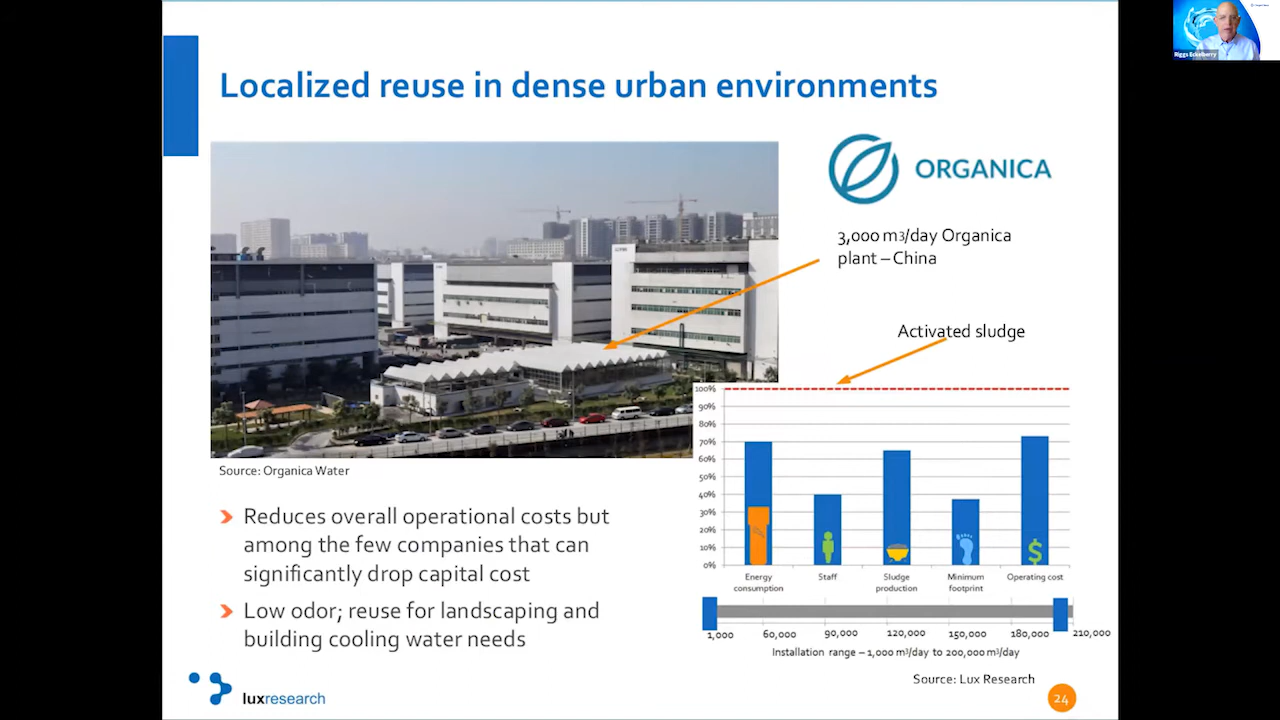 Localized reuse in dense urban environments
ORGANICA
3,000 m3/day Organica
plant – China
Activated sludge
Source: Organica Water
Reduces overall operational costs but
among the few companies that can
significantly drop capital cost
Low odor; reuse for landscaping and
building cooling water needs
100%
90%
80%
70%
60%
50%
40%
30%
20%
10%
0%
$
Energy
consumption
Staff
Sludge
production
Minimum
footprint
Operating cost
1,000 60,000 90,000 120,000 150,000 180,000 210,000
Installation range – 1,000 m³/day to 200,000 m³/day
Source: Lux Research
luxresearch
24
Riggs Eckelberry